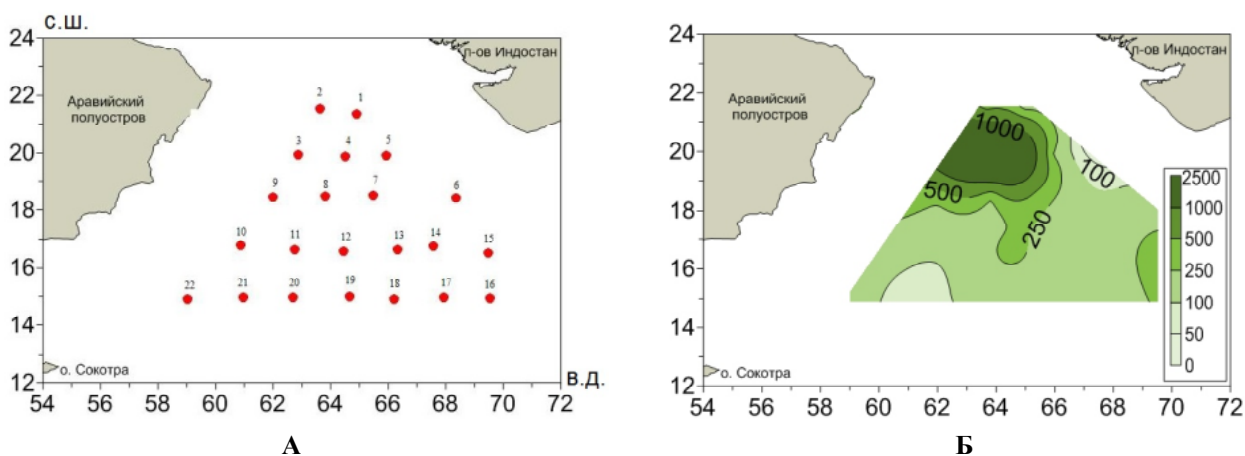 с.ш.
24
22
20
18
16
14
12
54 56 58 60 62 64 66 68 70 72
в.д.
Аравийский
полуостров
п-ов Индостан
о. Сокотра
2 1
3 4 5
9 8 7 6
10 11 12 13 14 15
22 21 20 19 18 17 16
А
24
22
20
18
16
14
12
54 56 58 60 62 64 66 68 70 72
Аравийский
полуостров
п-ов Индостан
о. Сокотра
1000
500
250
100
2500
1000
500
250
100
50
0
Б